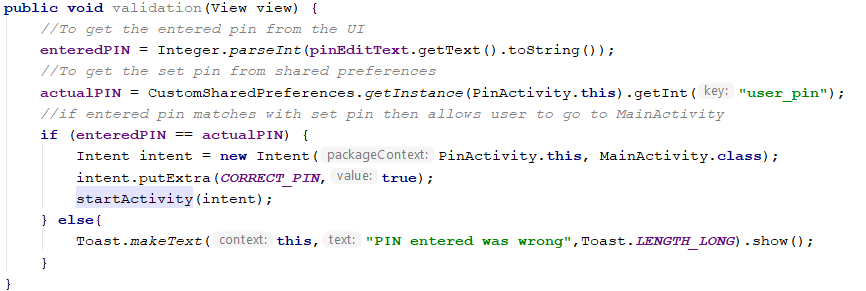 public void validation(View view) {
//To get the entered pin from the UI
enteredPIN = Integer.parseInt(pinEditText.getText().toString());
//To get the set pin from shared preferences
actualPIN = CustomSharedPreferences.getInstance(PinActivity.this).getInt( key: "user_pin");
//if entered pin matches with set pin then allows user to go to MainActivity
if (enteredPIN == actualPIN) {
Intent intent = new Intent( packageContext: PinActivity.this, MainActivity.class);
intent.putExtra(CORRECT_PIN, value: true);
startActivity(intent);
} else{
Toast.makeText( context: this, text: "PIN entered was wrong",Toast.LENGTH_LONG).show();
}
}